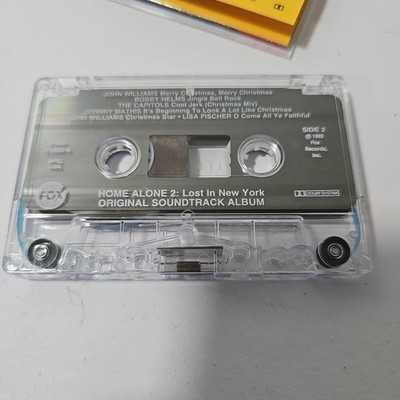 JOHN WILLIAMS Merry Christmas, Merry Christmas
BOBBY HELMS Jingle Bell Rock
THE CAPITOLS Cool Jerk (Christmas Mix)
JOHNNY MATHIS It's Beginning To Look A Lot Like Christmas
JOHN WILLIAMS Christmas Star • LISA FISCHER O Come All Ye Faithful
SIDE 2
℗ 1992
Fox
Records,
Inc.
FOX
HOME ALONE 2: Lost In New York
ORIGINAL SOUNDTRACK ALBUM
DOLBY SYSTEM